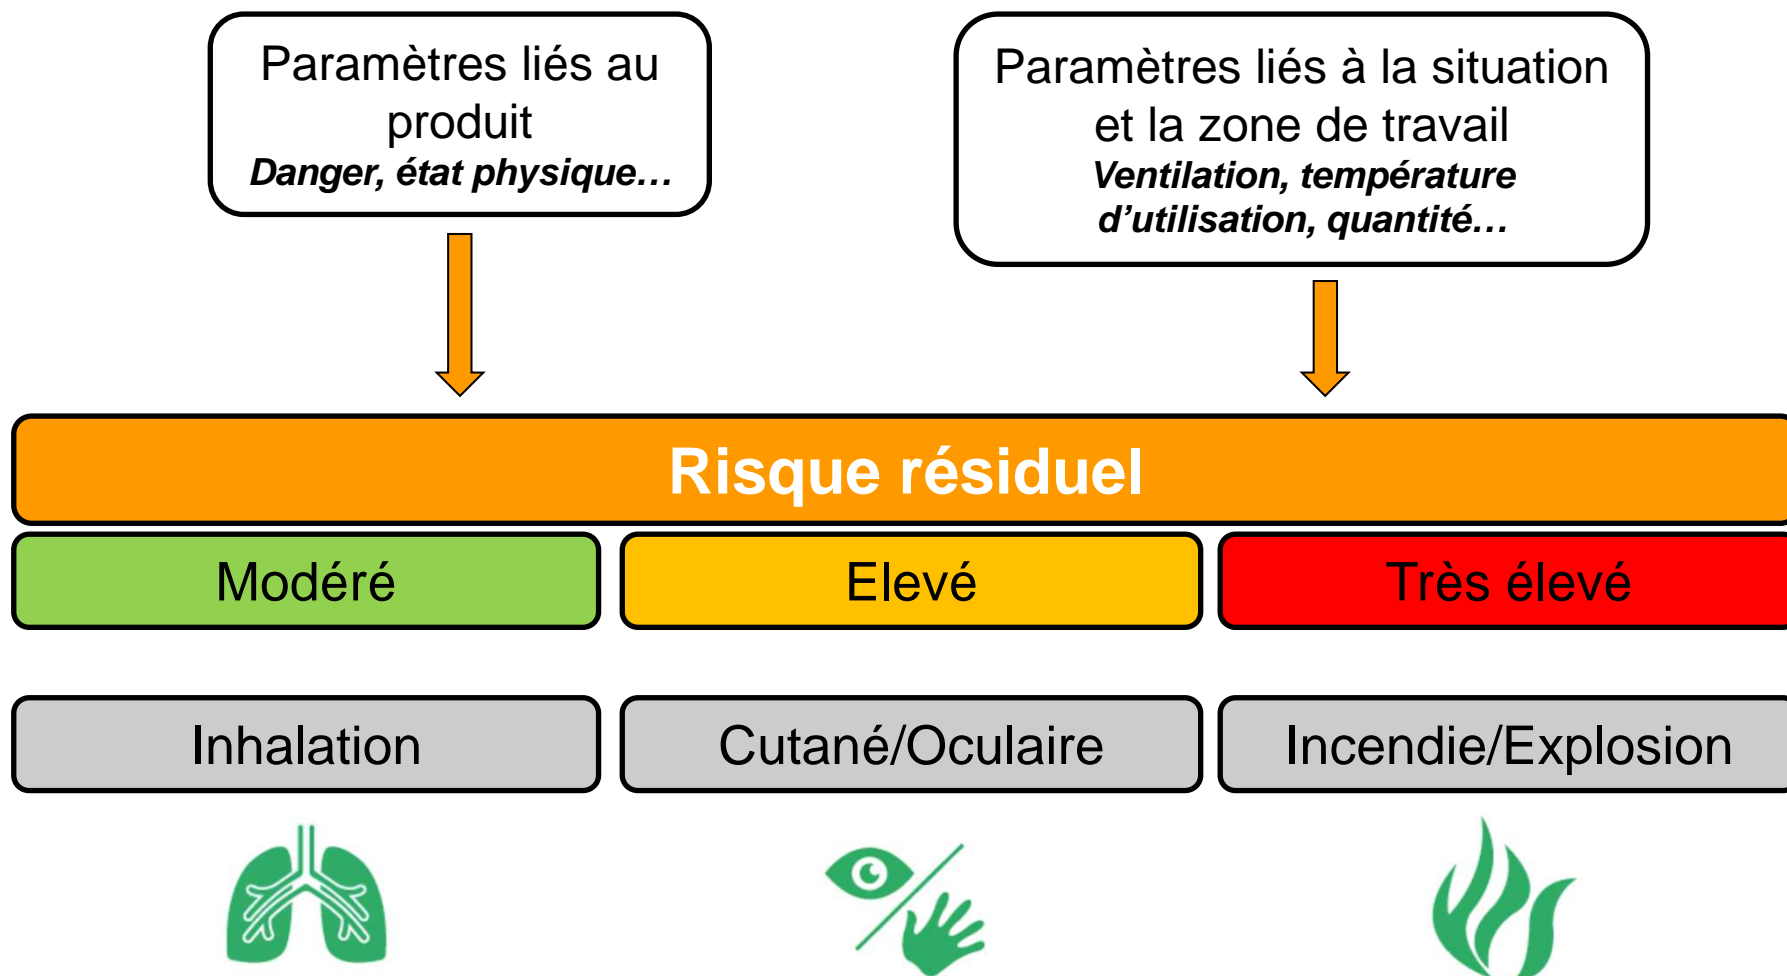 Paramètres liés au
produit
Danger, état physique…
Paramètres liés à la situation
et la zone de travail
Ventilation, température
d’utilisation, quantité…
Risque résiduel
Modéré
Elevé
Très élevé
Inhalation
Cutané/Oculaire
Incendie/Explosion